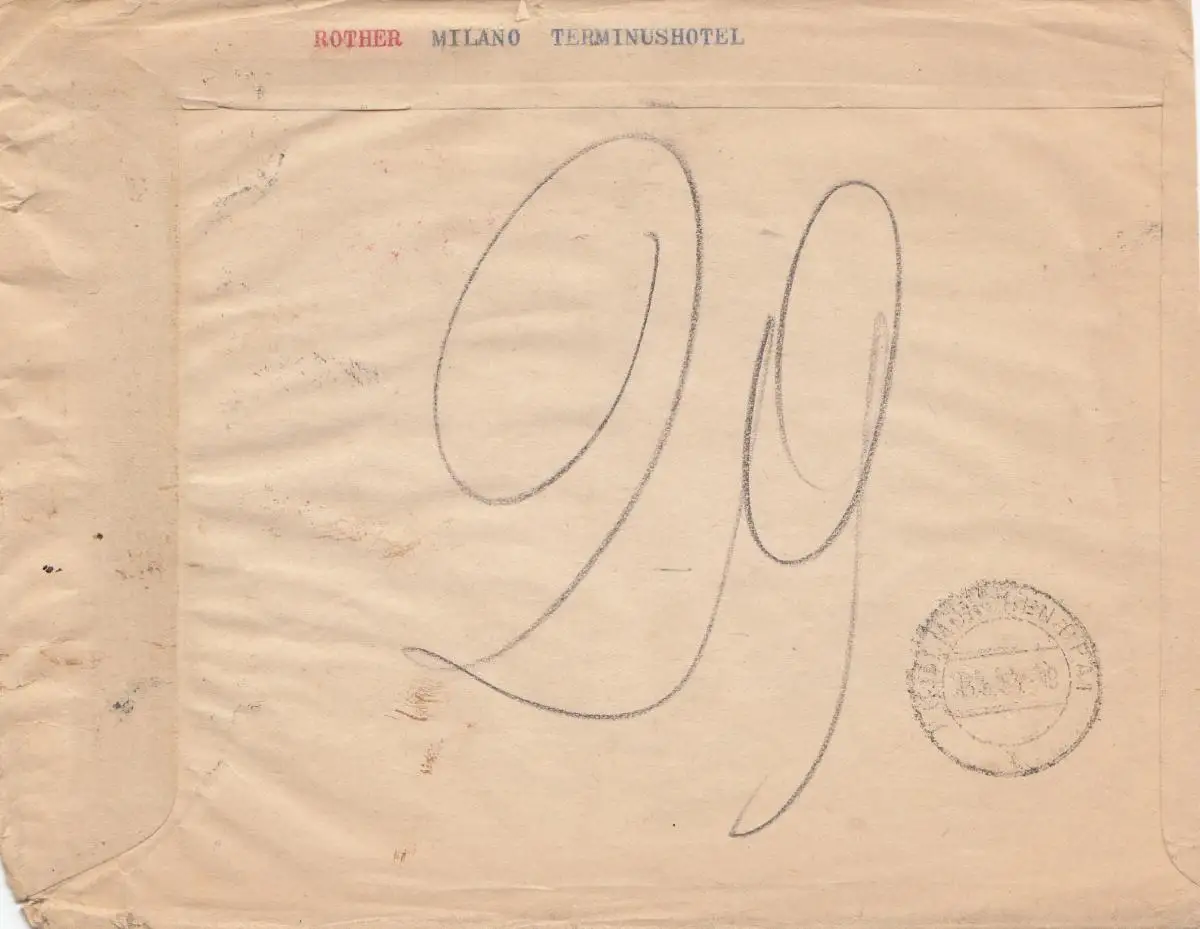 ROTHER MILANO TERMINUSHOTEL
29